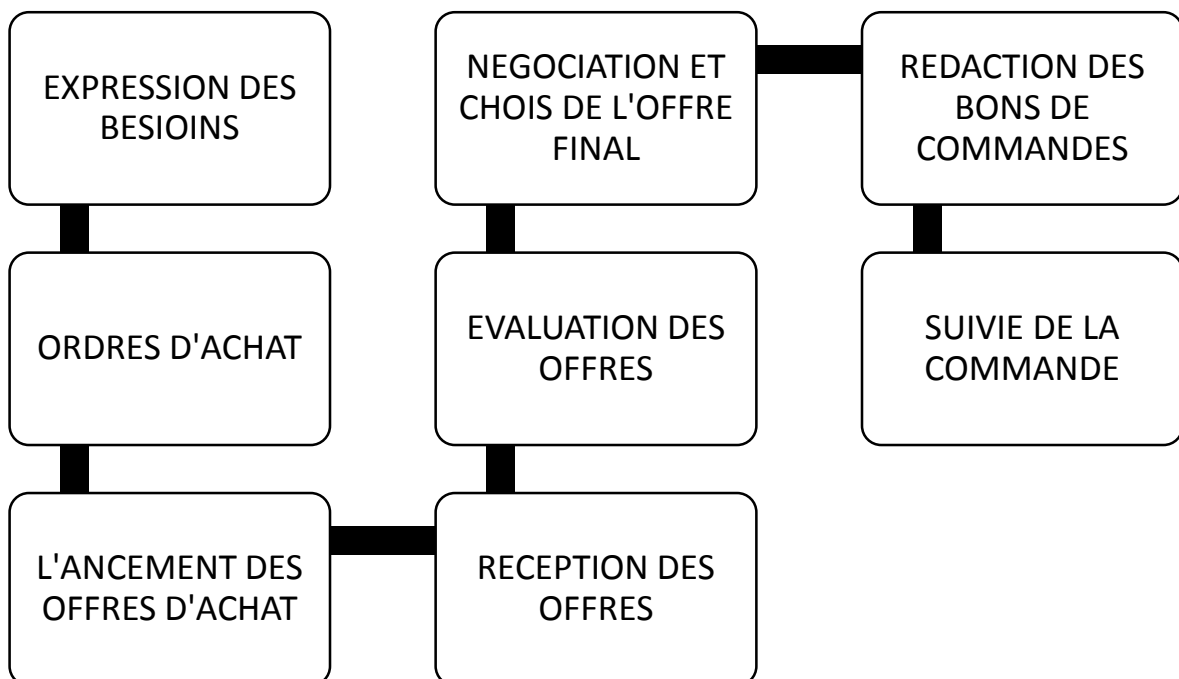 EXPRESSION DES
BESIOINS
ORDRES D'ACHAT
L'ANCEMENT DES
OFFRES D'ACHAT
RECEPTION DES
OFFRES
EVALUATION DES
OFFRES
NEGOCIATION ET
CHOIS DE L'OFFRE
FINAL
REDACTION DES
BONS DE
COMMANDES
SUIVIE DE LA
COMMANDE